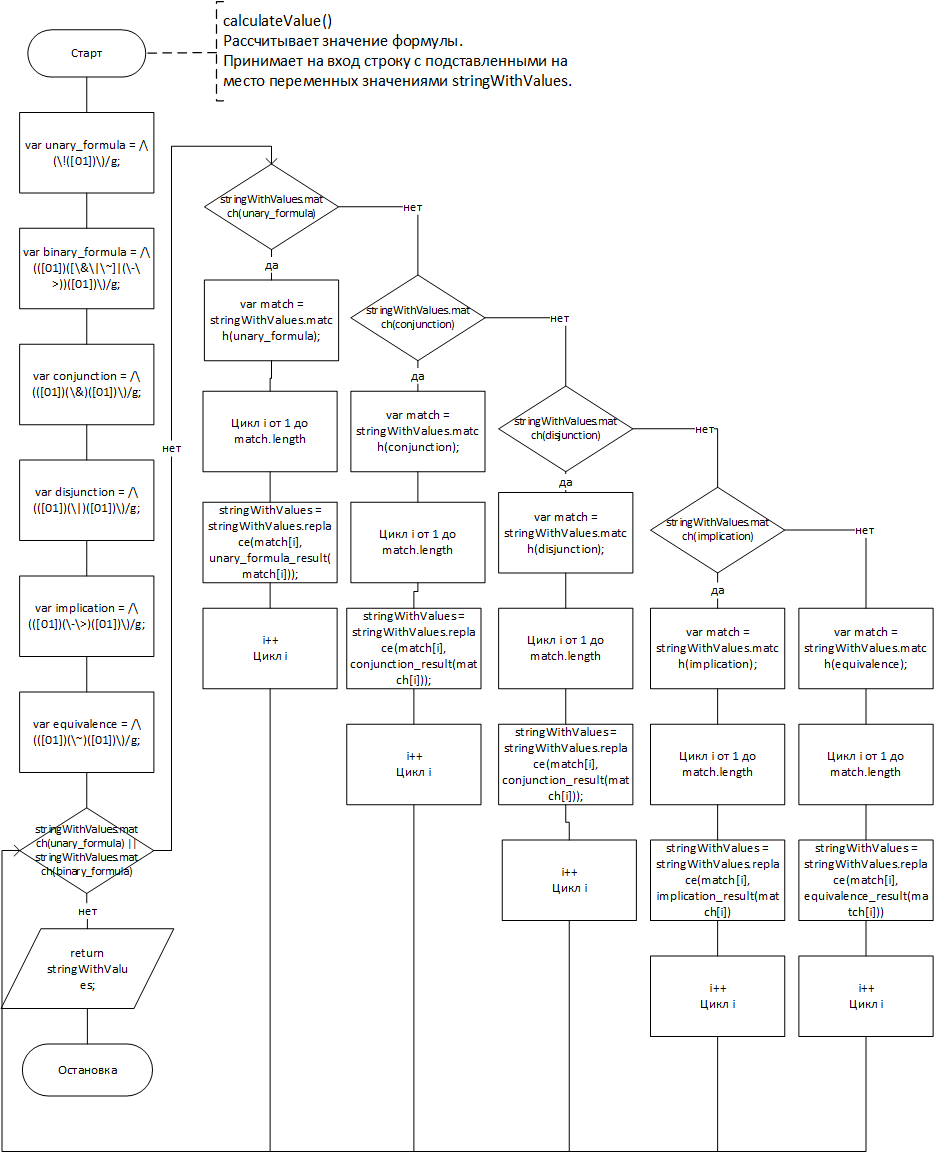 calculateValue()
Рассчитывает значение формулы.
Принимает на вход строку с подставленными на
место переменных значениями stringWithValues.
Старт
var unary_formula = /\
(\!([01])\)/g;
var binary_formula = /\
(([01])([\&\|\~]|(\-\
>))([01])\)/g;
var conjunction = /\
(([01])(\&)([01])\)/g;
var disjunction = /\
(([01])(\|)([01])\)/g;
var implication = /\
(([01])(\-\>)([01])\)/g;
var equivalence = /\
(([01])(\~)([01])\)/g;
stringWithValues.mat
ch(unary_formula) ||
stringWithValues.mat
ch(binary_formula)
нет
return
stringWithValu
es;
Остановка
нет
stringWithValues.mat
ch(unary_formula)
нет
да
var match =
stringWithValues.matc
h(unary_formula);
Цикл i от 1 до
match.length
stringWithValues =
stringWithValues.repla
ce(match[i],
unary_formula_result(
match[i]));
i++
Цикл i
stringWithValues.mat
ch(conjunction)
нет
да
var match =
stringWithValues.matc
h(conjunction);
Цикл i от 1 до
match.length
stringWithValues =
stringWithValues.repla
ce(match[i],
conjunction_result(mat
ch[i]));
i++
Цикл i
stringWithValues.mat
ch(disjunction)
нет
да
var match =
stringWithValues.matc
h(disjunction);
Цикл i от 1 до
match.length
stringWithValues =
stringWithValues.repla
ce(match[i],
conjunction_result(mat
ch[i]));
i++
Цикл i
stringWithValues.mat
ch(implication)
нет
да
var match =
stringWithValues.matc
h(implication);
Цикл i от 1 до
match.length
stringWithValues =
stringWithValues.repla
ce(match[i],
implication_result(mat
ch[i])
i++
Цикл i
var match =
stringWithValues.matc
h(equivalence);
Цикл i от 1 до
match.length
stringWithValues =
stringWithValues.repla
ce(match[i],
equivalence_result(ma
tch[i]))
i++
Цикл i